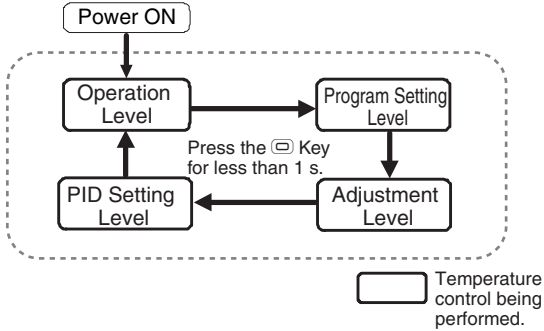 Power ON
Operation
Level
Program Setting
Level
Press the Key
for less than 1 s.
PID Setting
Level
Adjustment
Level
Temperature
control being
performed.